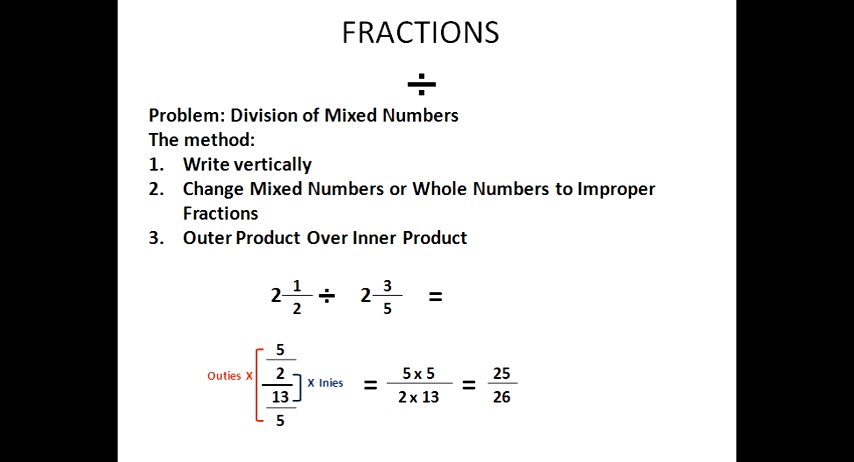 FRACTIONS
÷
Problem: Division of Mixed Numbers
The method:
1. Write vertically
2. Change Mixed Numbers or Whole Numbers to Improper
Fractions
3. Outer Product Over Inner Product
2 1/2 ÷ 2 3/5 =
Outies X 5/2 / 13/5 X Inies = 5 x 5 / 2 x 13 = 25/26